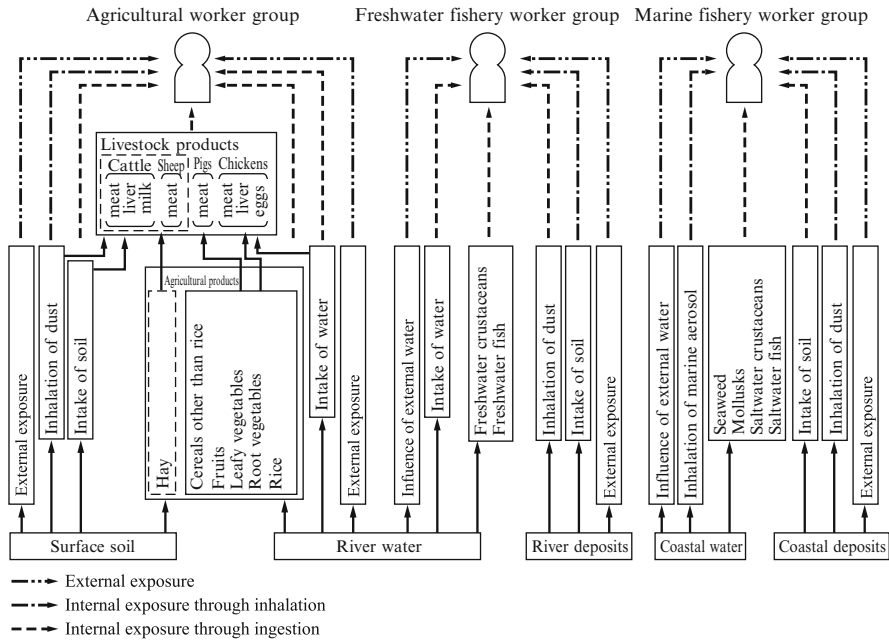 Agricultural worker group
Freshwater fishery worker group
Marine fishery worker group
Livestock products
Cattle
Sheep
Pigs
Chickens
meat
liver
milk
meat
meat
meat
liver
eggs
External exposure
Inhalation of dust
Intake of soil
Agricultural products
Hay
Cereals other than rice
Fruits
Leafy vegetables
Root vegetables
Rice
Intake of water
External exposure
Infuence of external water
Intake of water
Freshwater crustaceans
Freshwater fish
Inhalation of dust
Intake of soil
External exposure
Influence of external water
Inhalation of marine aerosol
Seaweed
Mollusks
Saltwater crustaceans
Saltwater fish
Intake of soil
Inhalation of dust
External exposure
Surface soil
River water
River deposits
Coastal water
Coastal deposits
External exposure
Internal exposure through inhalation
Internal exposure through ingestion